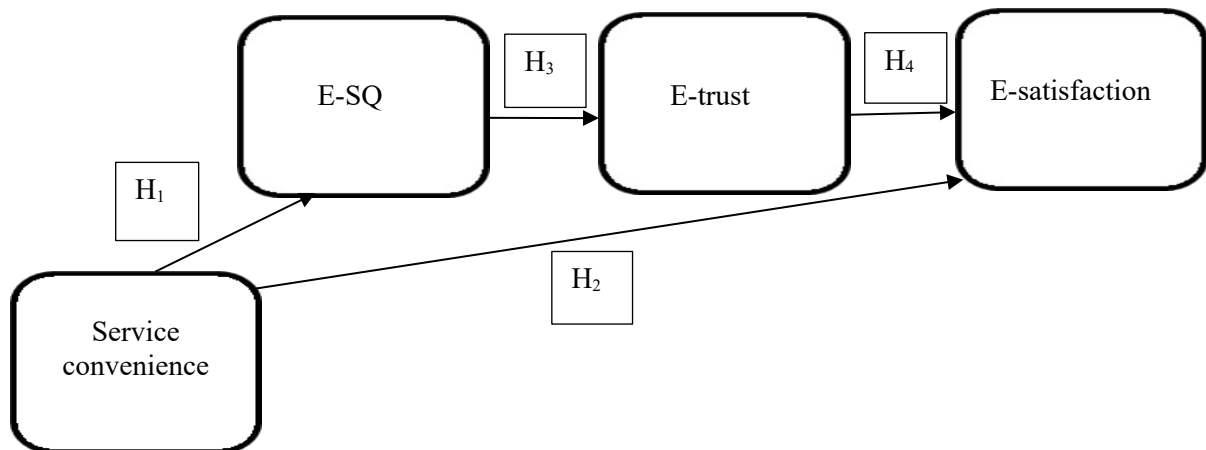 H₃
H₄
E-SQ
E-trust
E-satisfaction
H₁
H₂
Service
convenience